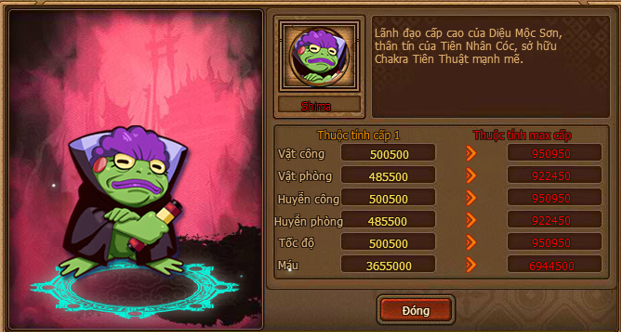 Lãnh đạo cấp cao của Diệu Mộc Sơn,
thân tín của Tiên Nhân Cóc, sở hữu
Chakra Tiên Thuật mạnh mẽ.
Shima
Thuộc tính cấp 1 Thuộc tính max cấp
Vật công 500500 950950
Vật phòng 485500 922450
Huyễn công 500500 950950
Huyễn phòng 485500 922450
Tốc độ 500500 950950
Máu 3655000 6944500
Đóng